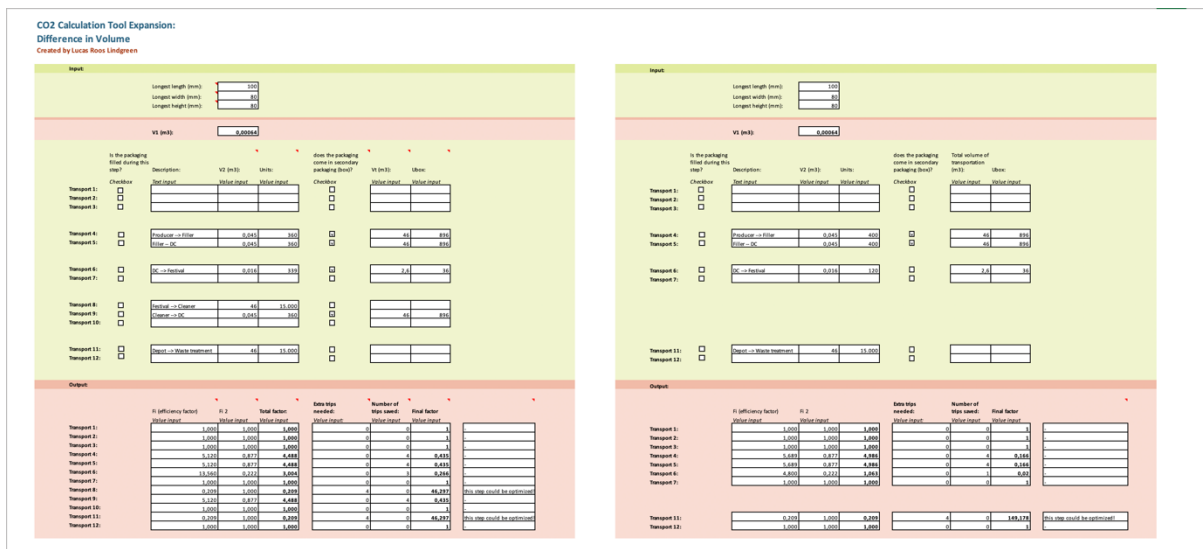 CO2 Calculation Tool Expansion:
Difference in Volume
Created by Lucas Roos Lindgreen
Input:
Longest length (mm): 100
Longest width (mm): 80
Longest height (mm): 80
V1 (m3): 0,00064
Is the packaging filled during this step? Description: V2 (m3): Units: does the packaging come in secondary packaging (box)? Vt (m3): Ubox:
Checkbox Text input Value input Value input Checkbox Value input Value input
Transport 1:
Transport 2:
Transport 3:
Transport 4: Producer --> Filler 0,045 360 46 896
Transport 5: Filler -- DC 0,045 360 46 896
Transport 6: DC --> Festival 0,016 339 2,6 36
Transport 7:
Transport 8: Festival --> Cleaner 46 15.000
Transport 9: Cleaner --> DC 0,045 360 46 896
Transport 10:
Transport 11: Depot --> Waste treatment 46 15.000
Transport 12:
Output:
Fi (efficiency factor) Fi 2 Total factor: Extra trips needed: Number of trips saved: Final factor
Value input Value input Value input Value input Value input Value input
Transport 1: 1,000 1,000 1,000 0 0 1 -
Transport 2: 1,000 1,000 1,000 0 0 1 -
Transport 3: 1,000 1,000 1,000 0 0 1 -
Transport 4: 5,120 0,877 4,488 0 4 0,435 -
Transport 5: 5,120 0,877 4,488 0 4 0,435 -
Transport 6: 13,560 0,222 3,004 0 3 0,266 -
Transport 7: 1,000 1,000 1,000 0 0 1 -
Transport 8: 0,209 1,000 0,209 4 0 46,297 this step could be optimized!
Transport 9: 5,120 0,877 4,488 0 4 0,435 -
Transport 10: 1,000 1,000 1,000 0 0 1 -
Transport 11: 0,209 1,000 0,209 4 0 46,297 this step could be optimized!
Transport 12: 1,000 1,000 1,000 0 0 1 -
Input:
Longest length (mm): 100
Longest width (mm): 80
Longest height (mm): 80
V1 (m3): 0,00064
Is the packaging filled during this step? Description: V2 (m3): Units: does the packaging come in secondary packaging (box)? Total volume of transportation (m3): Ubox:
Checkbox Text input Value input Value input Checkbox Value input Value input
Transport 1:
Transport 2:
Transport 3:
Transport 4: Producer --> Filler 0,045 400 46 896
Transport 5: Filler -- DC 0,045 400 46 896
Transport 6: DC --> Festival 0,016 120 2,6 36
Transport 7:
Transport 11: Depot --> Waste treatment 46 15.000
Transport 12:
Output:
Fi (efficiency factor) Fi 2 Total factor: Extra trips needed: Number of trips saved: Final factor
Value input Value input Value input Value input Value input Value input
Transport 1: 1,000 1,000 1,000 0 0 1 -
Transport 2: 1,000 1,000 1,000 0 0 1 -
Transport 3: 1,000 1,000 1,000 0 0 1 -
Transport 4: 5,689 0,877 4,986 0 4 0,166 -
Transport 5: 5,689 0,877 4,986 0 4 0,166 -
Transport 6: 4,800 0,222 1,063 0 1 0,02 -
Transport 7: 1,000 1,000 1,000 0 0 1 -
Transport 11: 0,209 1,000 0,209 4 0 149,178 this step could be optimized!
Transport 12: 1,000 1,000 1,000 0 0 1 -